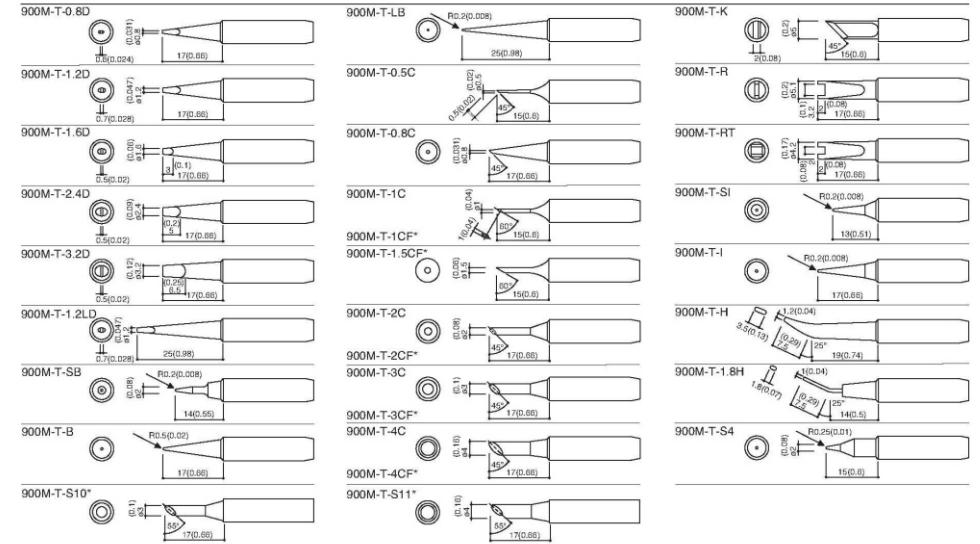 900M-T-0.8D
(0.031)
ø0.8
0.6(0.024)
17(0.66)
900M-T-1.2D
(0.047)
ø1.2
0.7(0.028)
17(0.66)
900M-T-1.6D
(0.06)
ø1.6
(0.1)
3
0.5(0.02)
17(0.66)
900M-T-2.4D
(0.09)
ø2.4
(0.2)
5
0.5(0.02)
17(0.66)
900M-T-3.2D
(0.12)
ø3.2
(0.25)
6.5
0.5(0.02)
17(0.66)
900M-T-1.2LD
(0.047)
ø1.2
0.7(0.028)
25(0.98)
900M-T-SB
R0.2(0.008)
(0.08)
ø2
14(0.55)
900M-T-B
R0.5(0.02)
17(0.66)
900M-T-S10*
(0.1)
ø3
55°
17(0.66)
900M-T-LB
R0.2(0.008)
25(0.98)
900M-T-0.5C
(0.02)
ø0.5
0.5(0.02)
45°
15(0.6)
900M-T-0.8C
(0.031)
ø0.8
45°
17(0.66)
900M-T-1C
(0.04)
ø1
1(0.04)
60°
15(0.6)
900M-T-1CF*
900M-T-1.5CF*
(0.06)
ø1.5
60°
15(0.6)
900M-T-2C
(0.08)
ø2
45°
17(0.66)
900M-T-2CF*
900M-T-3C
(0.1)
ø3
45°
17(0.66)
900M-T-3CF*
900M-T-4C
(0.16)
ø4
45°
17(0.66)
900M-T-4CF*
900M-T-S11*
(0.16)
ø4
55°
17(0.66)
900M-T-K
(0.2)
ø5
45°
2(0.08)
15(0.6)
900M-T-R
(0.2)
ø5.1
(0.1)
3.2
2
(0.08)
17(0.66)
900M-T-RT
(0.17)
ø4.2
(0.08)
2
2
(0.08)
17(0.66)
900M-T-SI
R0.2(0.008)
13(0.51)
900M-T-I
R0.2(0.008)
17(0.66)
900M-T-H
1.2(0.04)
3.5(0.13)
(0.29)
7.5
25°
19(0.74)
900M-T-1.8H
1(0.04)
1.8(0.07)
(0.29)
7.5
25°
14(0.5)
900M-T-S4
R0.25(0.01)
(0.08)
ø2
15(0.6)